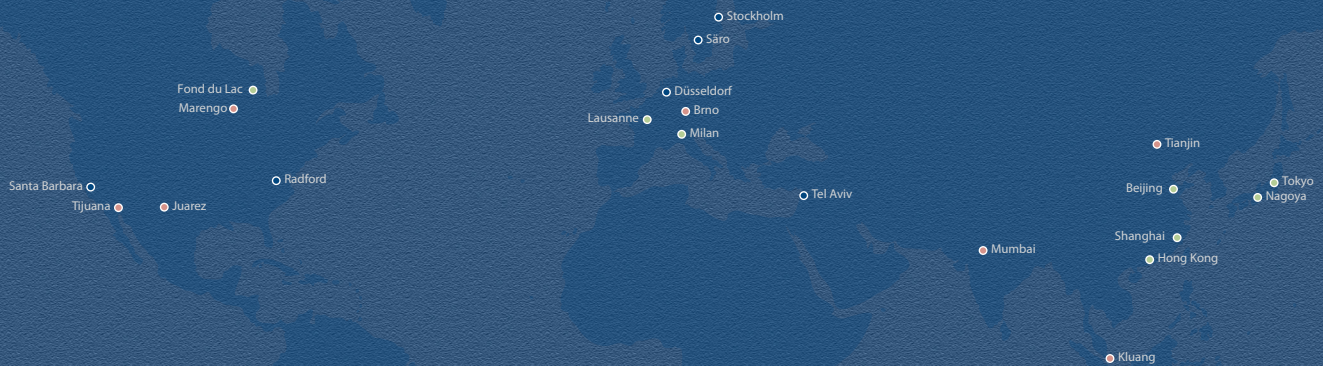 Stockholm
Säro
Fond du Lac
Düsseldorf
Marengo
Brno
Lausanne
Milan
Tianjin
Radford
Tokyo
Santa Barbara
Beijing
Tel Aviv
Nagoya
Tijuana
Juarez
Shanghai
Mumbai
Hong Kong
Kluang